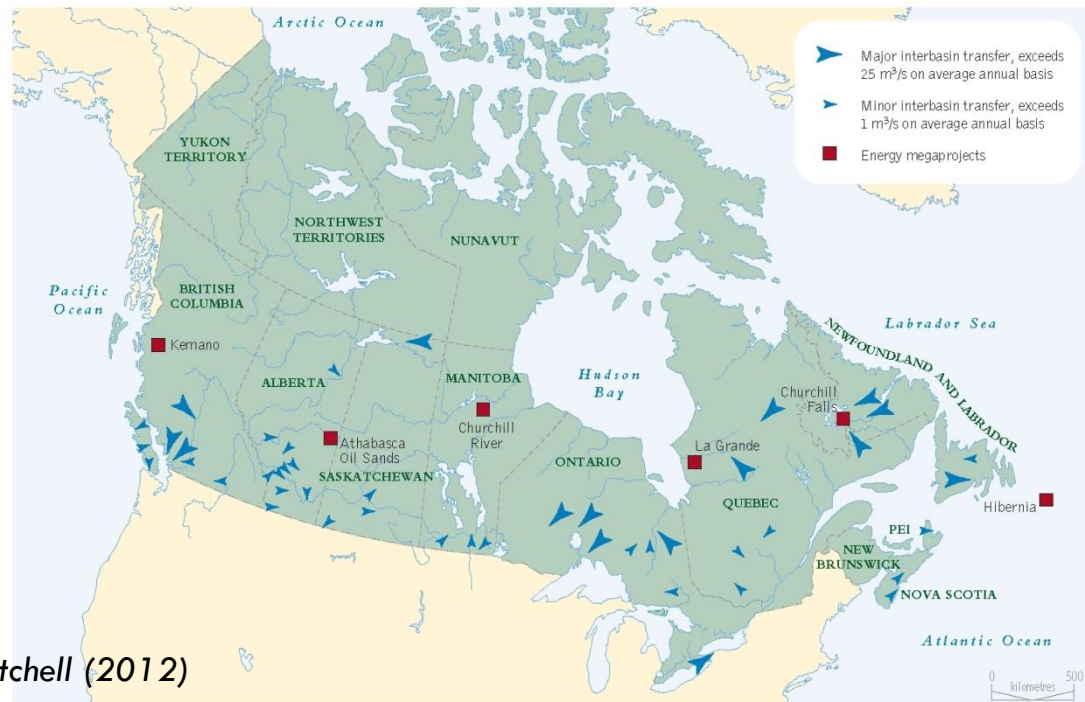 Arctic Ocean
Major interbasin transfer, exceeds
25 m³/s on average annual basis
Minor interbasin transfer, exceeds
1 m³/s on average annual basis
Energy megaprojects
YUKON
TERRITORY
NORTHWEST
TERRITORIES
NUNAVUT
Pacific
Ocean
BRITISH
COLUMBIA
Labrador Sea
NEWFOUNDLAND AND LABRADOR
Kemano
ALBERTA
MANITOBA
Hudson
Bay
Churchill
Falls
Churchill
River
Athabasca
Oil Sands
SASKATCHEWAN
ONTARIO
La Grande
QUEBEC
Hibernia
PEI
NEW
BRUNSWICK
NOVA SCOTIA
Atlantic Ocean
tchell (2012)
0 500
kilometres